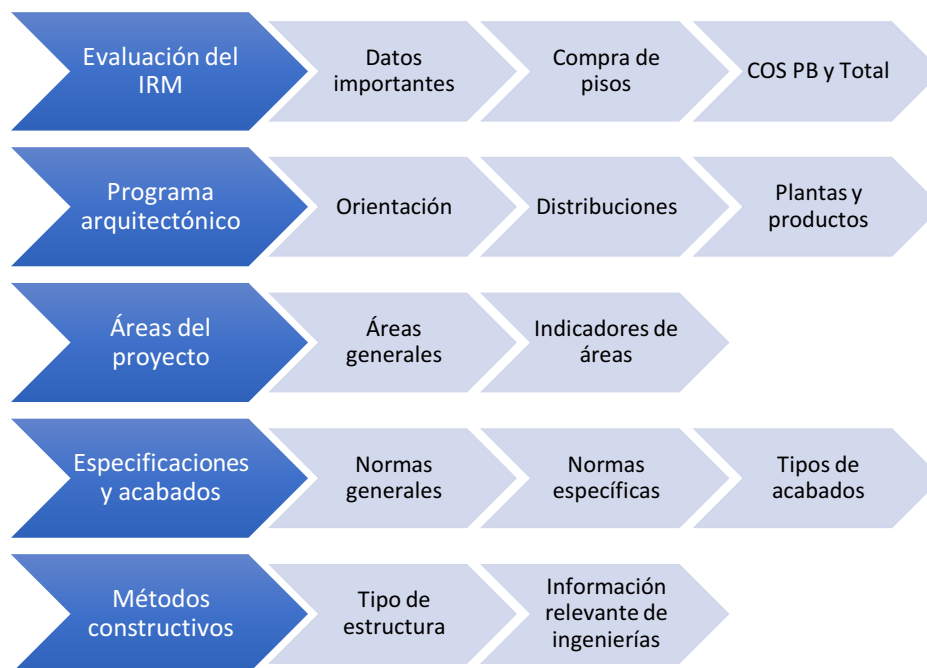 Evaluación del
IRM
Datos
importantes
Compra de
pisos
COS PB y Total
Programa
arquitectónico
Orientación
Distribuciones
Plantas y
productos
Áreas del
proyecto
Áreas
generales
Indicadores de
áreas
Especificaciones
y acabados
Normas
generales
Normas
específicas
Tipos de
acabados
Métodos
constructivos
Tipo de
estructura
Información
relevante de
ingenierías